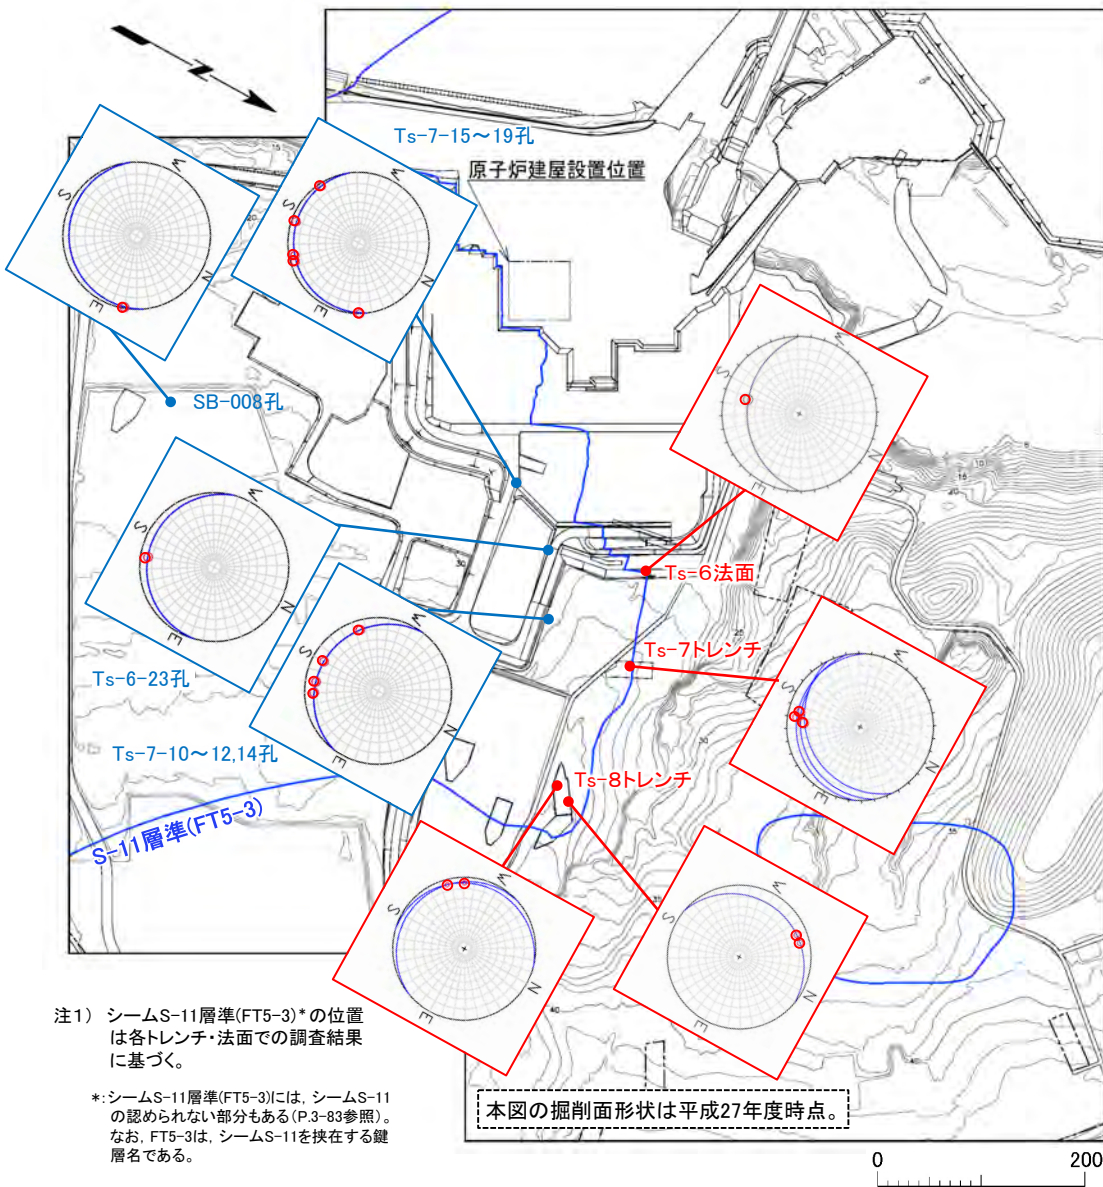 N
Ts-7-15～19孔
原子炉建屋設置位置
W
S
N
E
W
S
N
E
SB-008孔
W
S
N
E
Ts-6法面
W
S
N
E
Ts-6-23孔
Ts-7トレンチ
W
S
N
E
W
S
N
E
Ts-7-10～12,14孔
Ts-8トレンチ
S-11層準(FT5-3)
W
S
N
E
W
S
N
E
注1) シームS-11層準(FT5-3)*の位置
は各トレンチ・法面での調査結果
に基づく。
*:シームS-11層準(FT5-3)には, シームS-11
の認められない部分もある(P.3-83参照)。
なお, FT5-3は, シームS-11を挟在する鍵
層名である。
本図の掘削面形状は平成27年度時点。
0 200